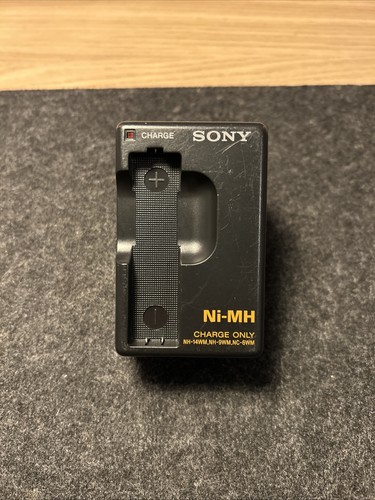 CHARGE SONY
+
−
Ni-MH
CHARGE ONLY
NH-14WM,NH-9WM,NC-6WM